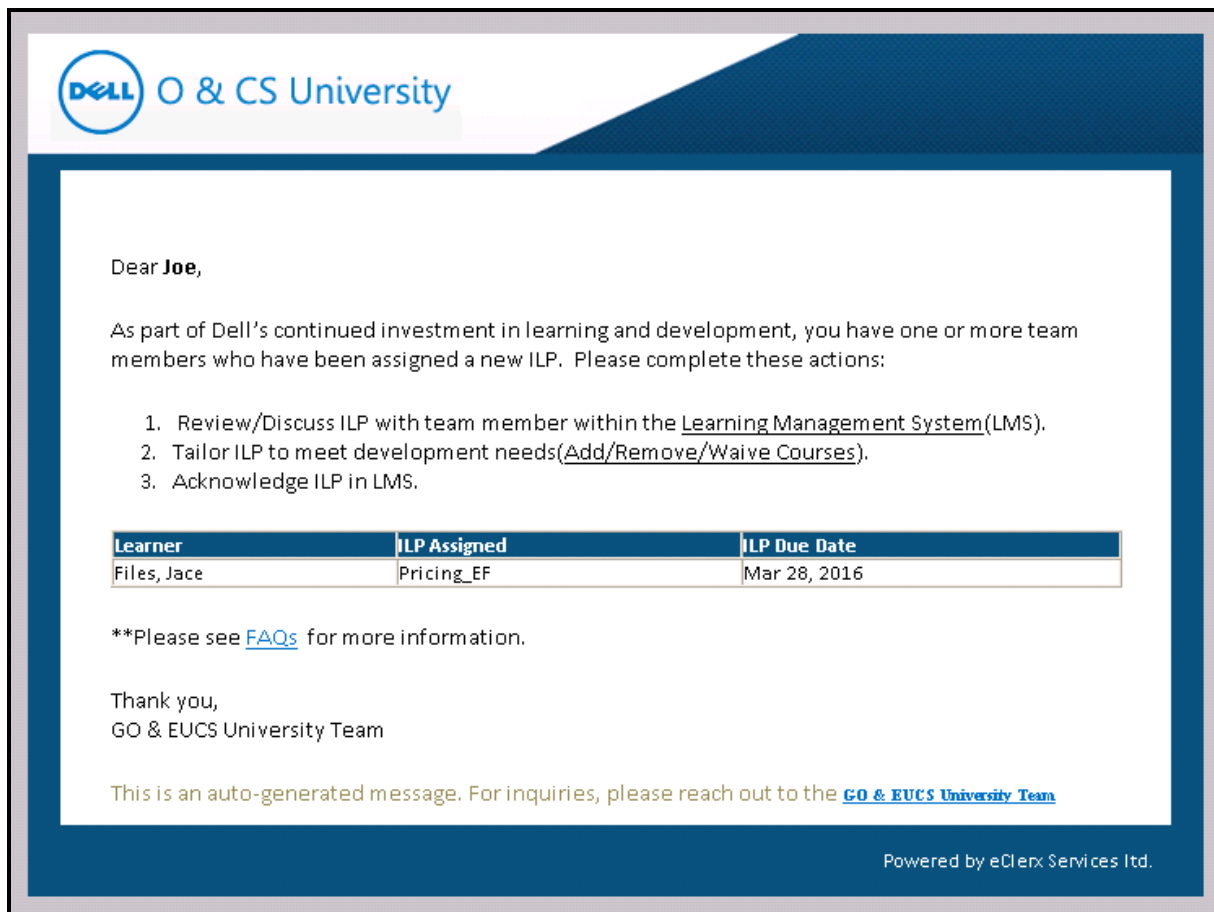 DELL O & CS University
Dear Joe,
As part of Dell's continued investment in learning and development, you have one or more team
members who have been assigned a new ILP.  Please complete these actions:
1. Review/Discuss ILP with team member within the Learning Management System(LMS).
2. Tailor ILP to meet development needs(Add/Remove/Waive Courses).
3. Acknowledge ILP in LMS.
Learner ILP Assigned ILP Due Date
Files, Jace Pricing_EF Mar 28, 2016
**Please see FAQs for more information.
Thank you,
GO & EUCS University Team
This is an auto-generated message. For inquiries, please reach out to the GO & EUCS University Team
Powered by eClerx Services ltd.